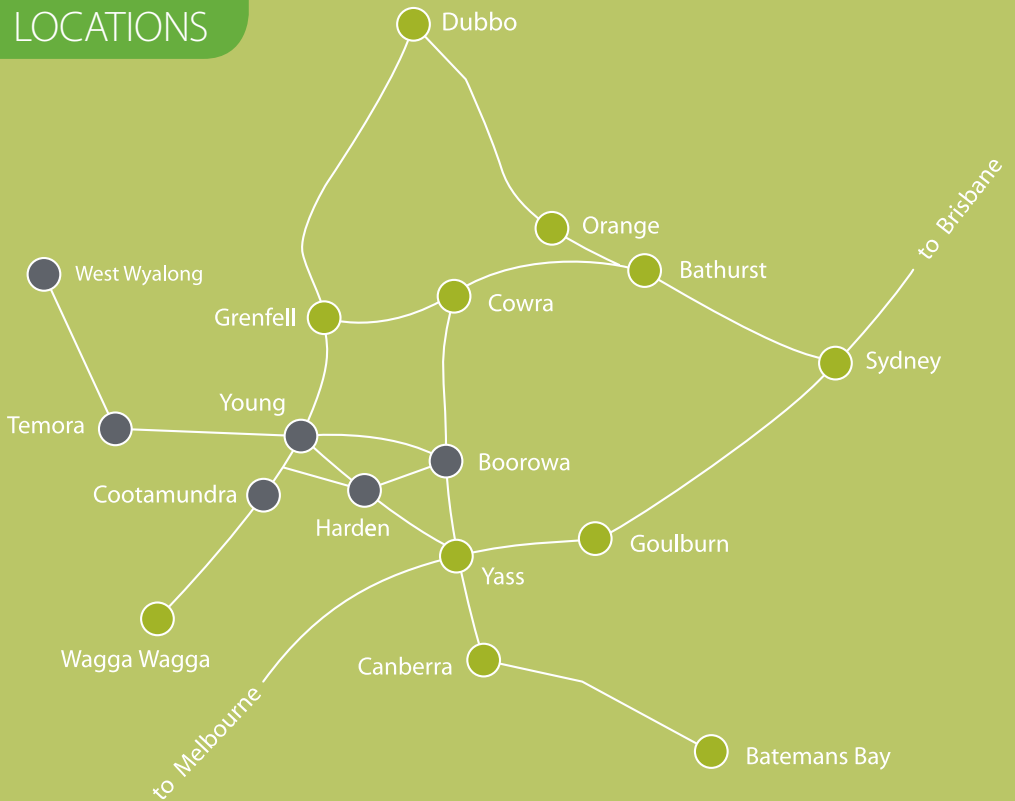 LOCATIONS
Dubbo
to Brisbane
Orange
Bathurst
West Wyalong
Cowra
Grenfell
Sydney
Young
Temora
Boorowa
Cootamundra
Harden
Goulburn
Yass
Wagga Wagga
Canberra
to Melbourne
Batemans Bay